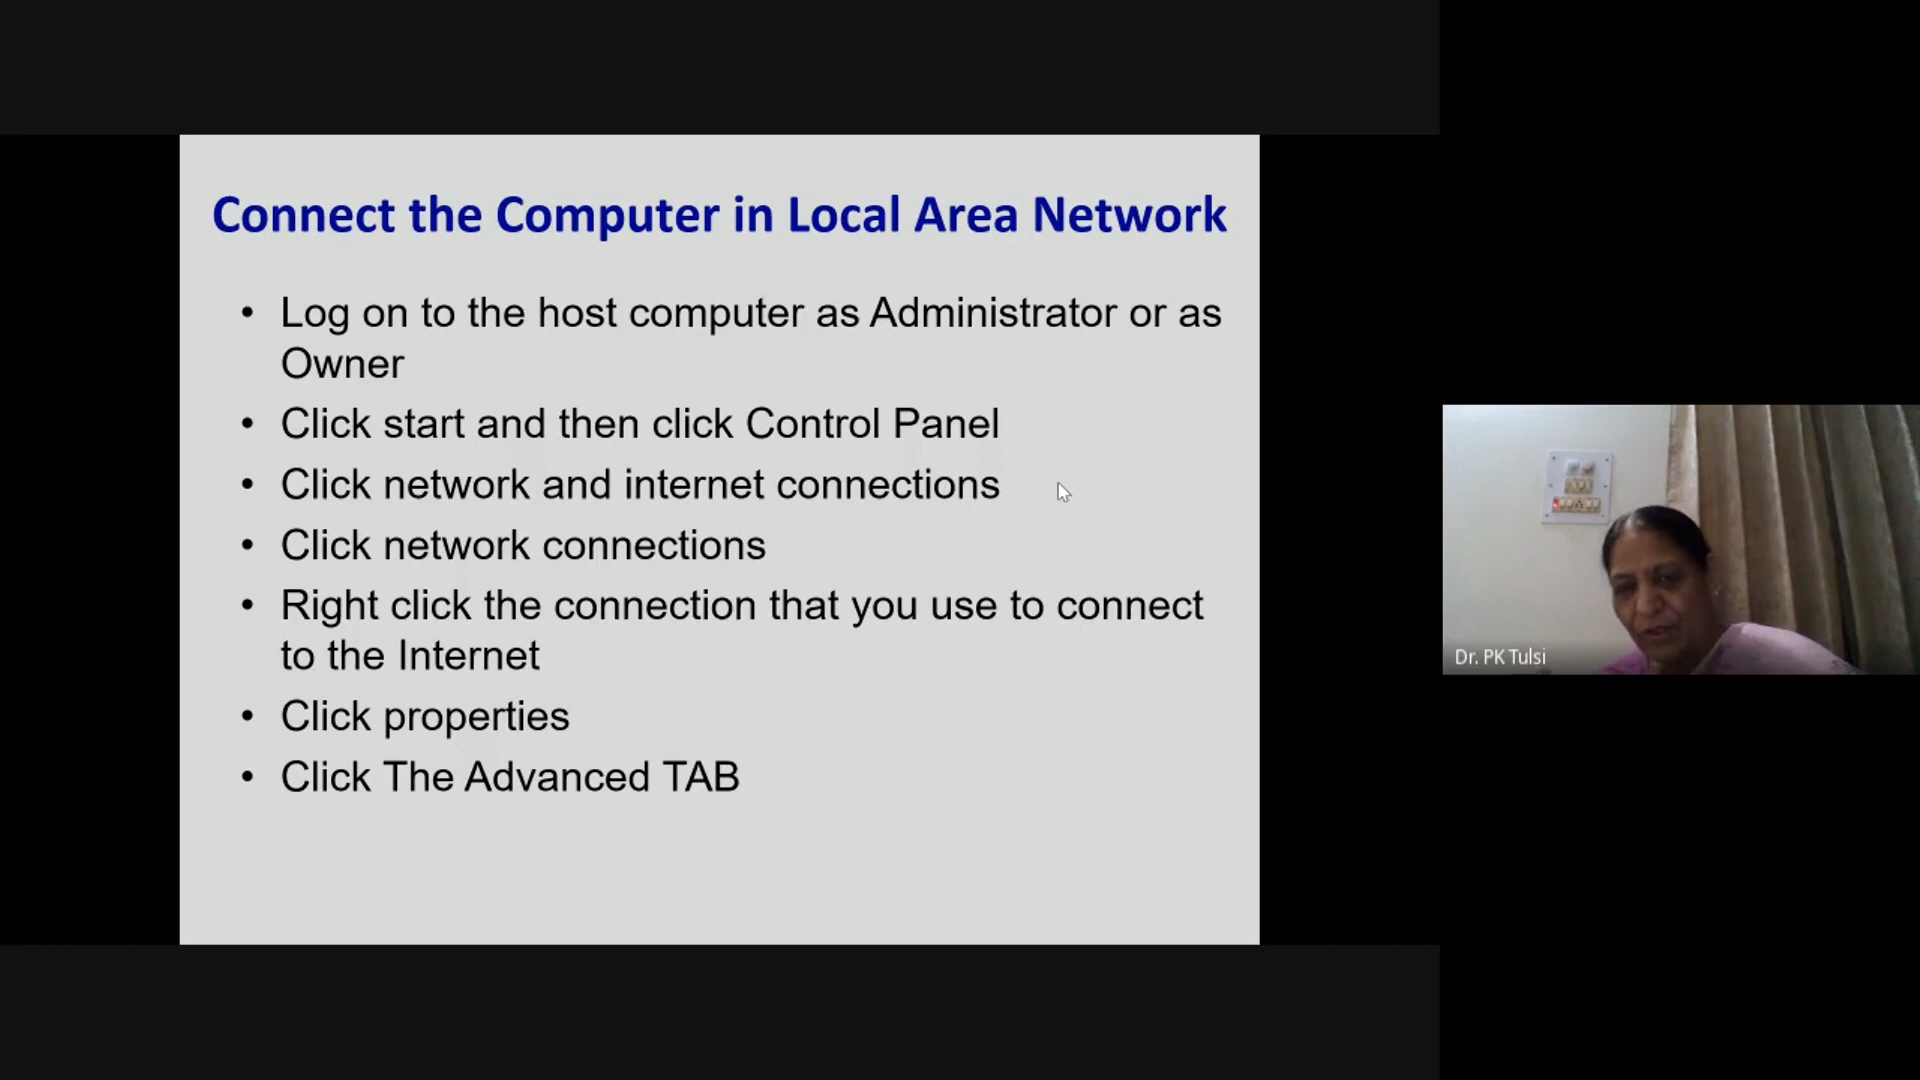 Connect the Computer in Local Area Network
• Log on to the host computer as Administrator or as
Owner
• Click start and then click Control Panel
• Click network and internet connections
• Click network connections
• Right click the connection that you use to connect
to the Internet
• Click properties
• Click The Advanced TAB
Dr. PK Tulsi